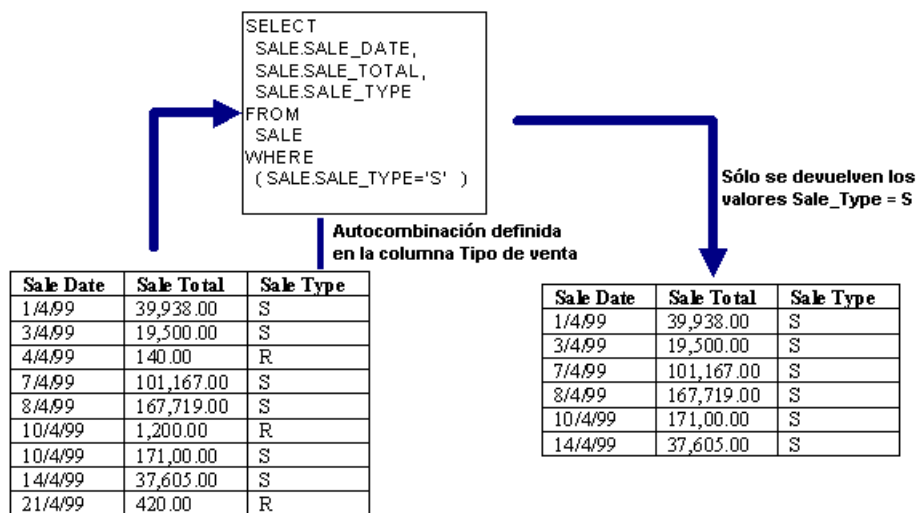 SELECT
SALE.SALE_DATE,
SALE.SALE_TOTAL,
SALE.SALE_TYPE
FROM
SALE
WHERE
(SALE.SALE_TYPE='S' )
Sólo se devuelven los
valores Sale_Type = S
Autocombinación definida
en la columna Tipo de venta
Sale Date Sale Total Sale Type
1/4/99 39,938.00 S
3/4/99 19,500.00 S
4/4/99 140.00 R
7/4/99 101,167.00 S
8/4/99 167,719.00 S
10/4/99 1,200.00 R
10/4/99 171,00.00 S
14/4/99 37,605.00 S
21/4/99 420.00 R
Sale Date Sale Total Sale Type
1/4/99 39,938.00 S
3/4/99 19,500.00 S
7/4/99 101,167.00 S
8/4/99 167,719.00 S
10/4/99 171,00.00 S
14/4/99 37,605.00 S